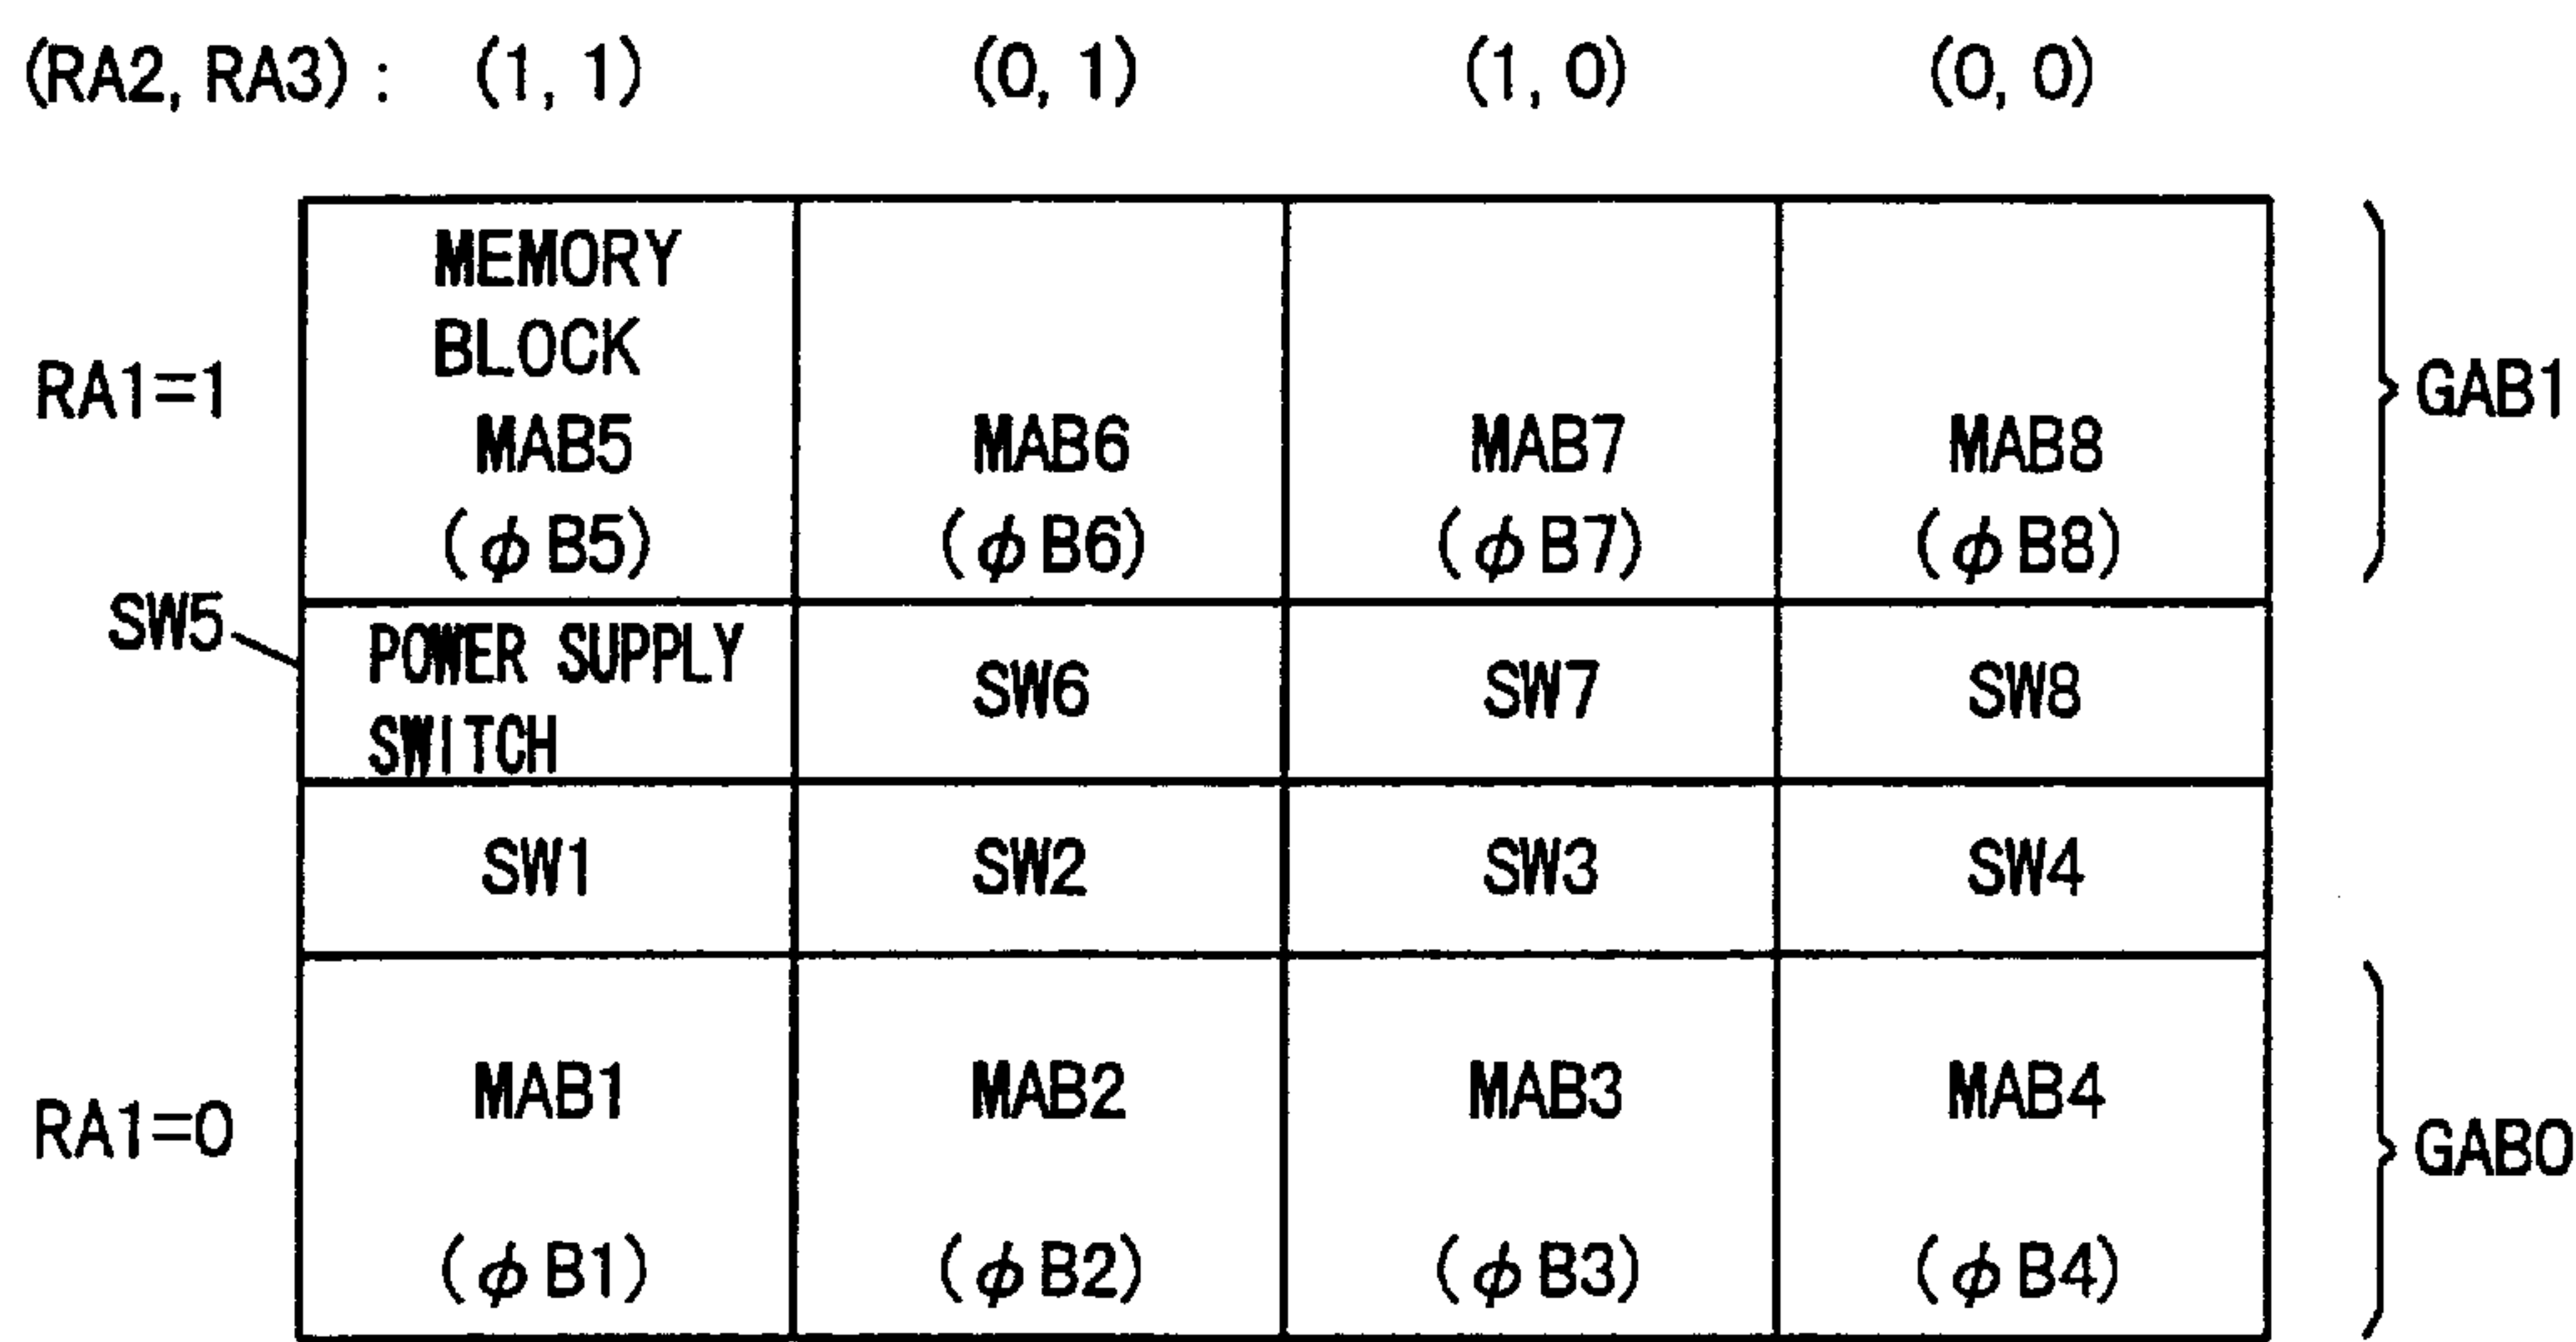 (RA2, RA3) : (1, 1) (0, 1) (1, 0) (0, 0)
MEMORY
BLOCK
RA1=1
MAB5 MAB6 MAB7 MAB8
GAB1
(ϕB5) (ϕB6) (ϕB7) (ϕB8)
SW5
POWER SUPPLY
SWITCH
SW6 SW7 SW8
SW1 SW2 SW3 SW4
MAB1 MAB2 MAB3 MAB4
RA1=0
GAB0
(ϕB1) (ϕB2) (ϕB3) (ϕB4)